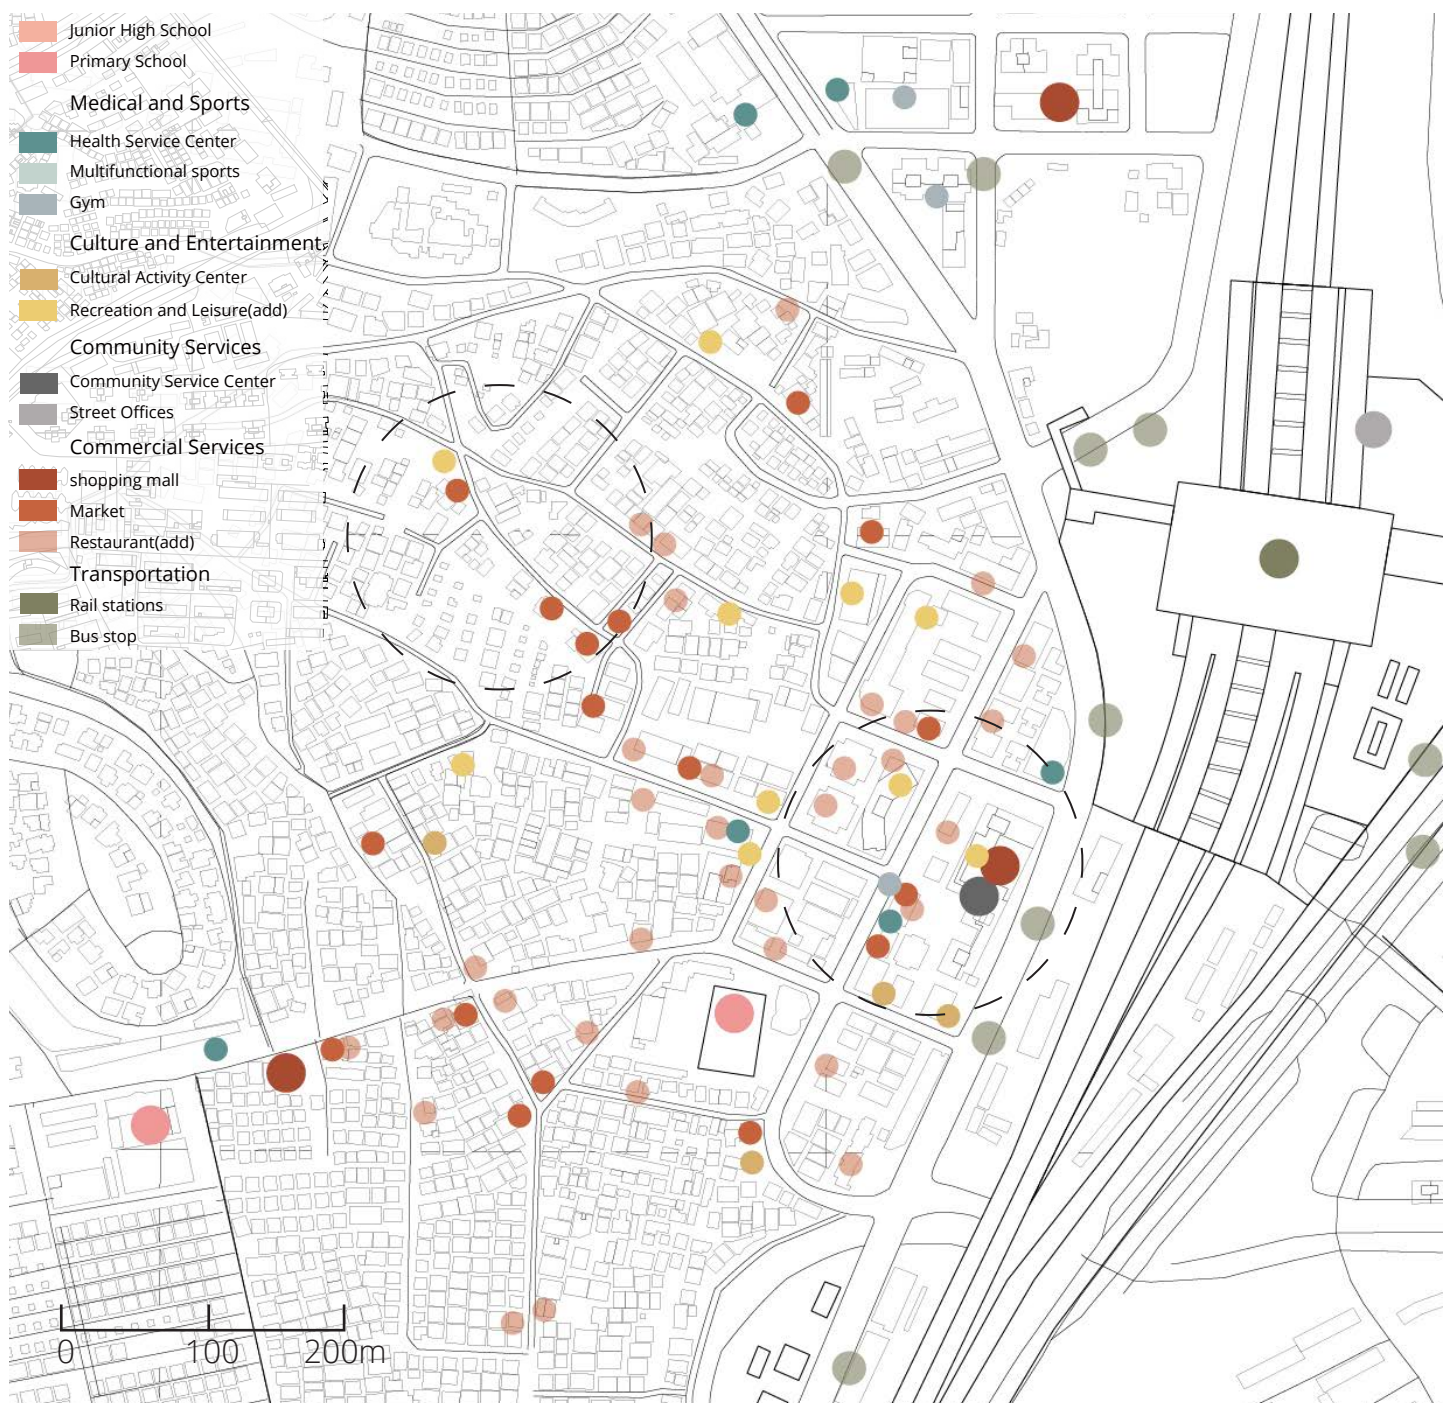 Junior High School
Primary School
Medical and Sports
Health Service Center
Multifunctional sports
Gym
Culture and Entertainment
Cultural Activity Center
Recreation and Leisure(add)
Community Services
Community Service Center
Street Offices
Commercial Services
shopping mall
Market
Restaurant(add)
Transportation
Rail stations
Bus stop
0 100 200m